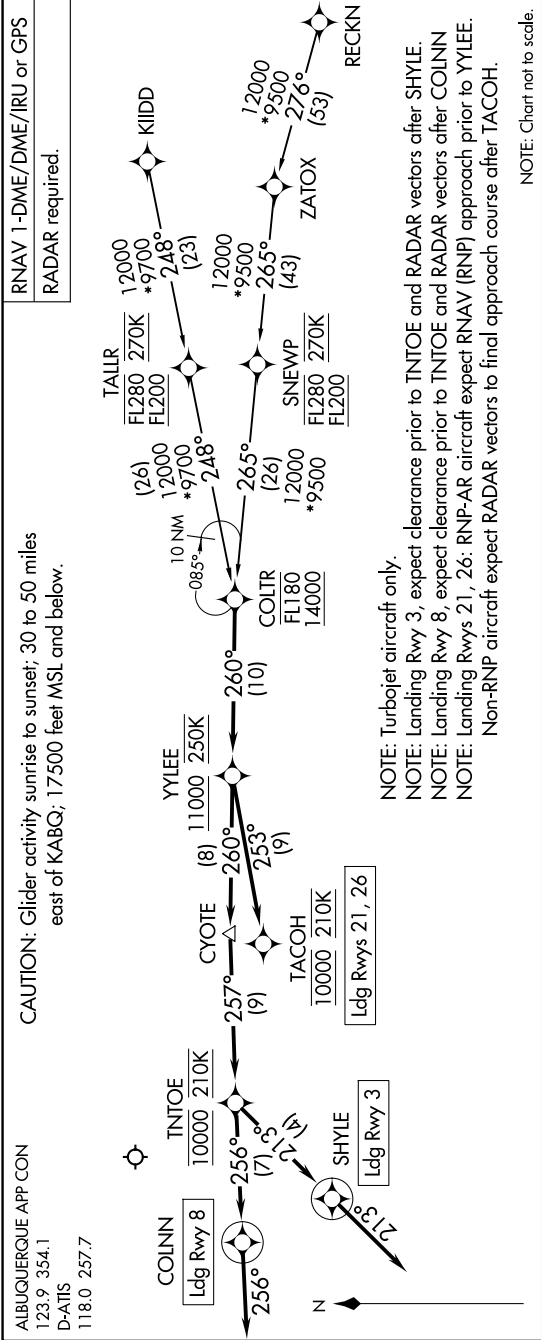 ALBUQUERQUE APP CON
123.9 354.1
D-ATIS
118.0 257.7
CAUTION: Glider activity sunrise to sunset; 30 to 50 miles
east of KABQ; 17500 feet MSL and below.
RNAV 1-DME/DME/IRU or GPS
RADAR required.
KIIDD
12000
*9700
248°
(23)
TALLR
FL280 270K
FL200
(26)
12000
*9700
248°
RECKN
12000
*9500
276°
(53)
ZATOX
12000
*9500
265°
(43)
SNEWP
FL280 270K
FL200
265°
(26)
12000
*9500
10 NM
085°
COLTR
FL180
14000
260°
(10)
YYLEE
11000 250K
(8)
260°
253°
(9)
CYOTE
TACOH
10000 210K
Ldg Rwys 21, 26
257°
(9)
TNTOE
10000 210K
256°
(7)
213°
(4)
COLNN
Ldg Rwy 8
256°
SHYLE
Ldg Rwy 3
213°
N
NOTE: Turbojet aircraft only.
NOTE: Landing Rwy 3, expect clearance prior to TNTOE and RADAR vectors after SHYLE.
NOTE: Landing Rwy 8, expect clearance prior to TNTOE and RADAR vectors after COLNN
NOTE: Landing Rwys 21, 26: RNP-AR aircraft expect RNAV (RNP) approach prior to YYLEE.
Non-RNP aircraft expect RADAR vectors to final approach course after TACOH.
NOTE: Chart not to scale.